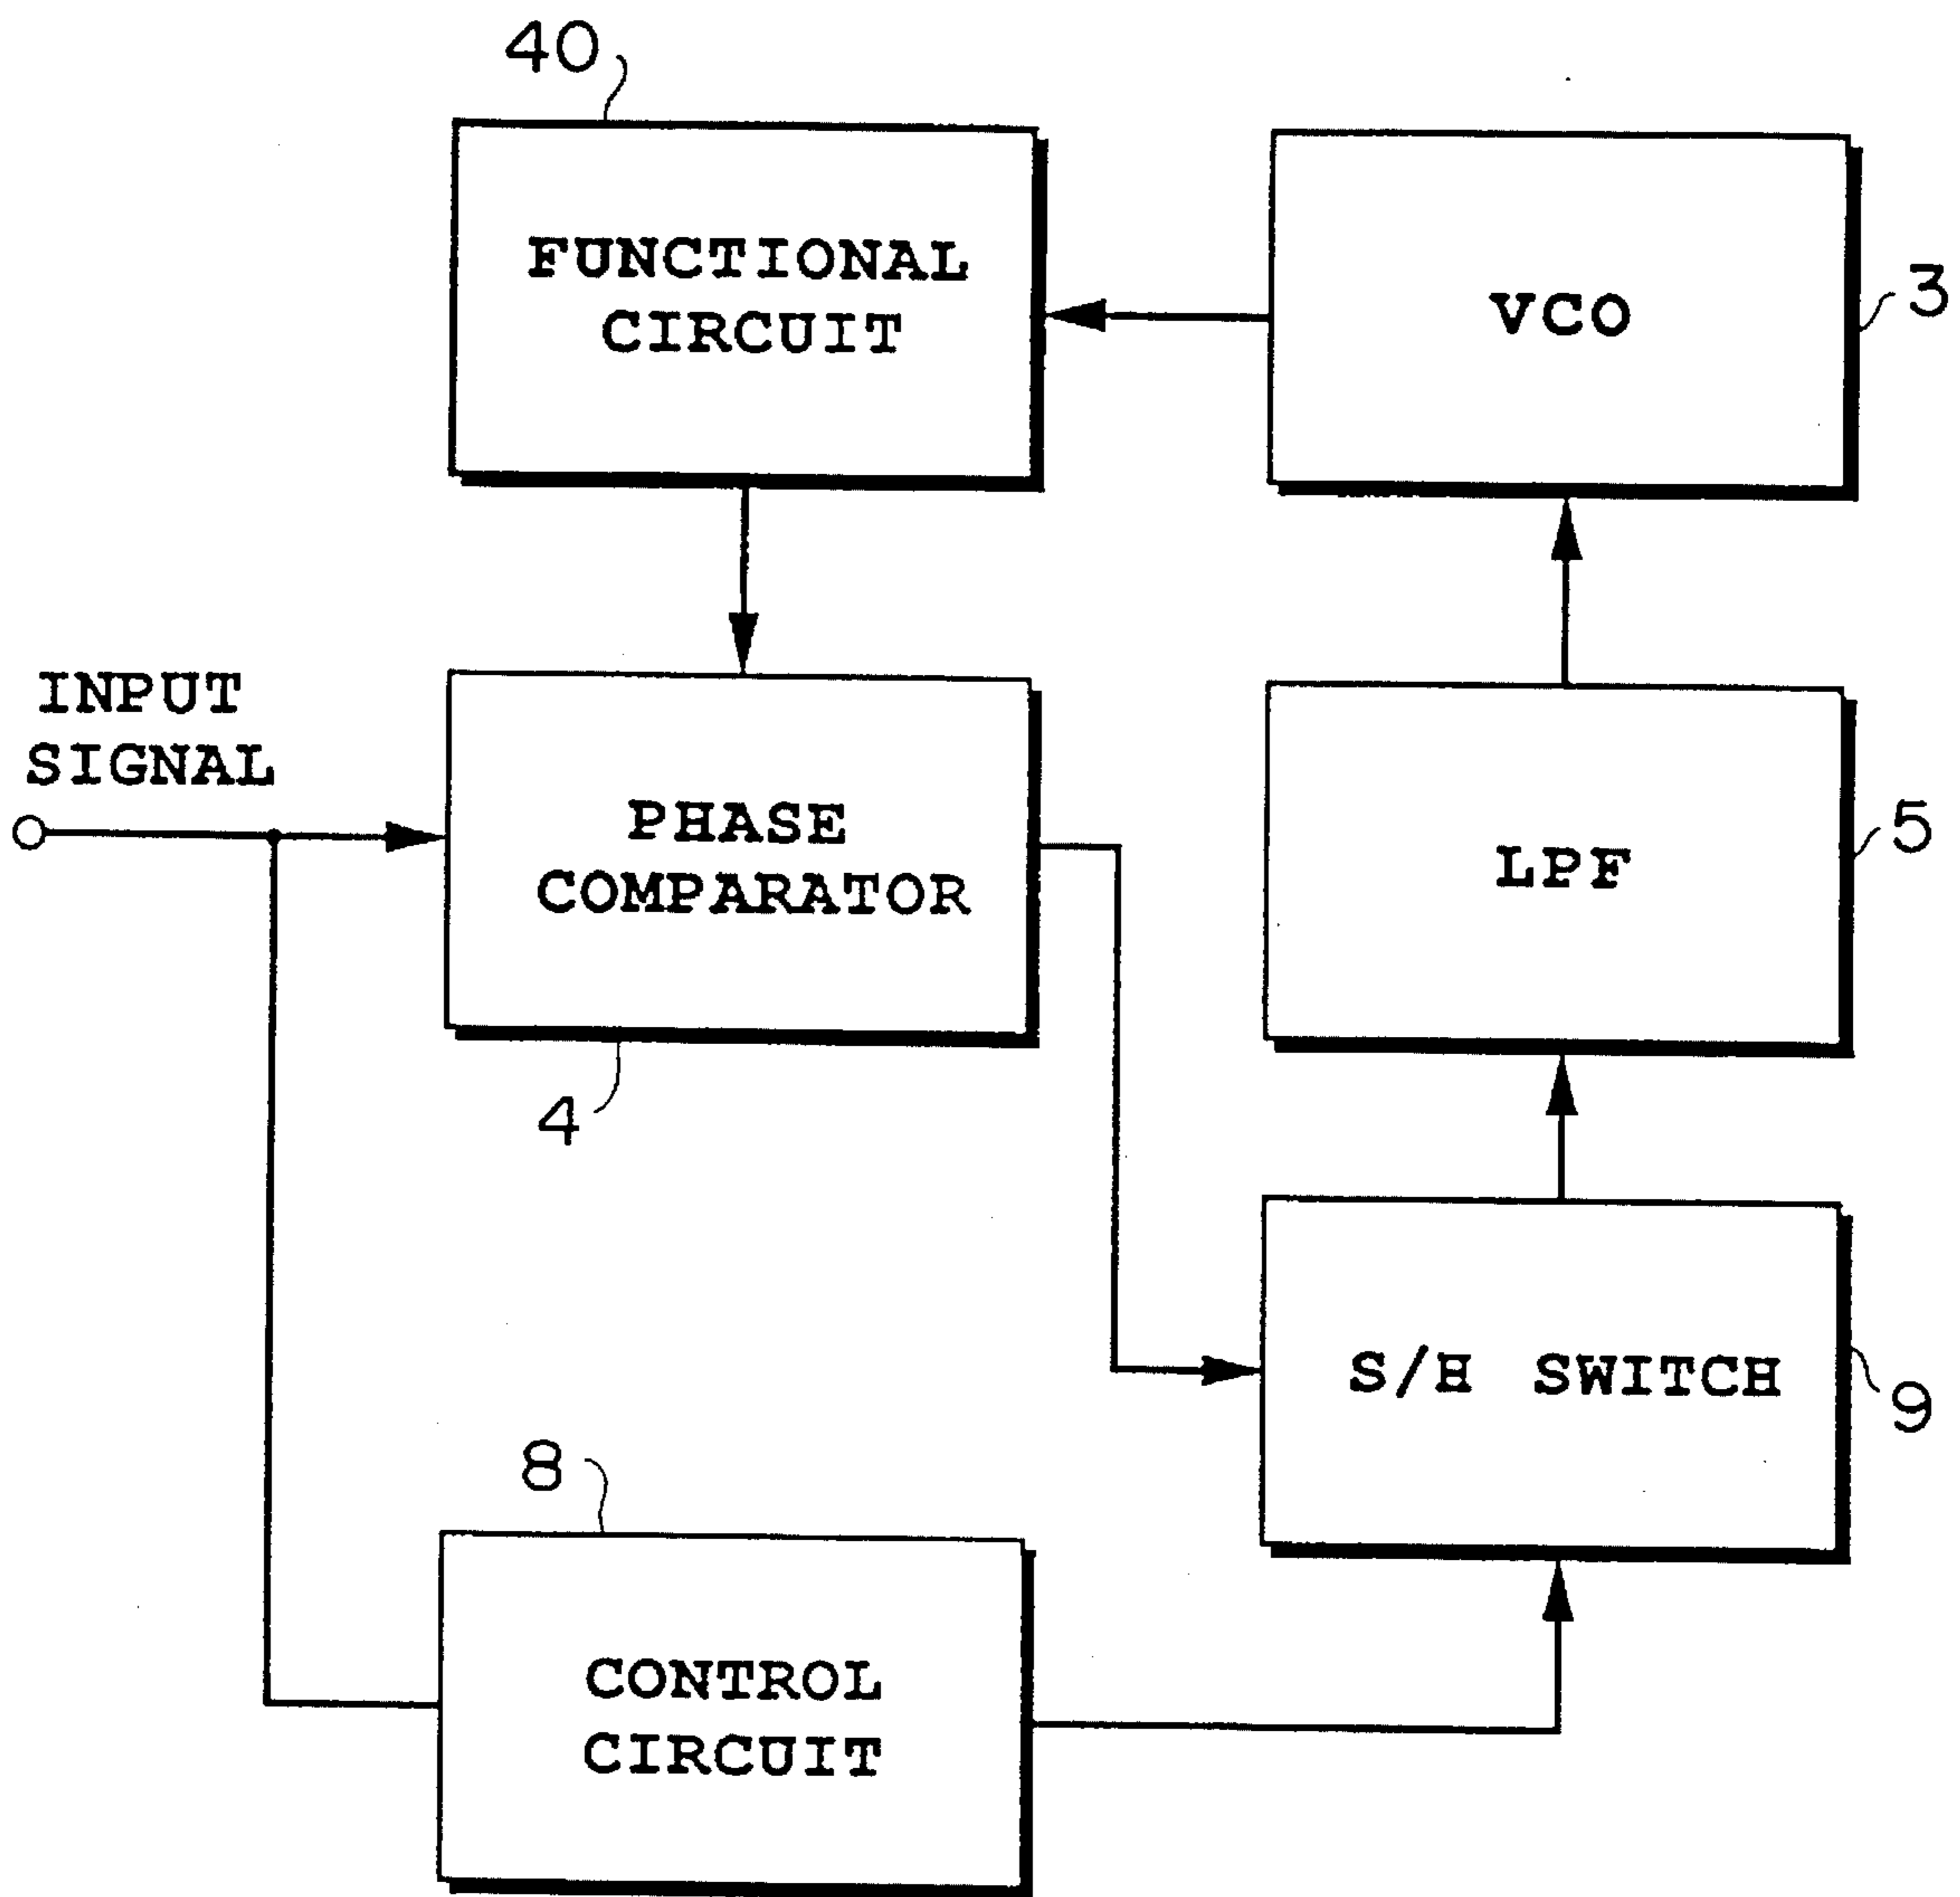 40
FUNCTIONAL
CIRCUIT
VCO
3
INPUT
SIGNAL
PHASE
COMPARATOR
4
LPF
5
S/H SWITCH
9
8
CONTROL
CIRCUIT